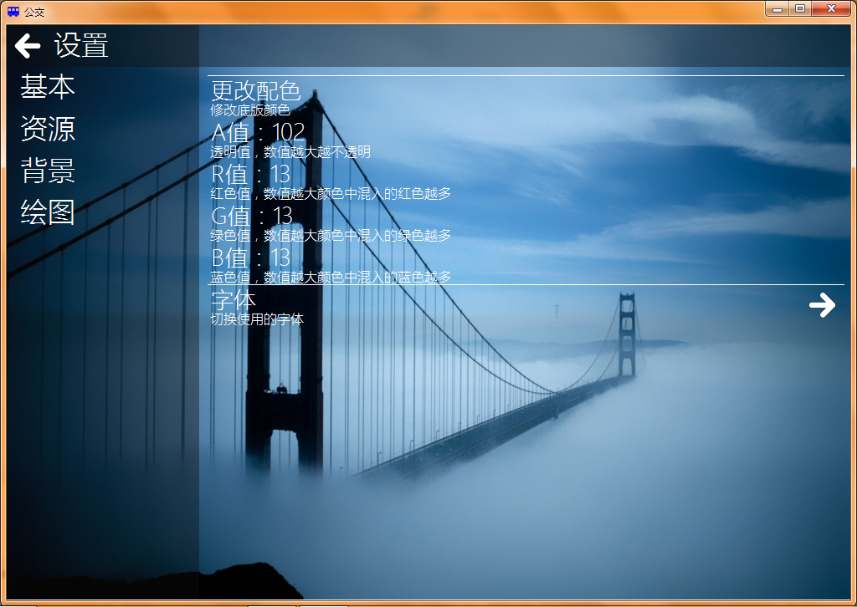 公交
设置
基本
资源
背景
绘图
更改配色
修改底版颜色
A值：102
透明值，数值越大越不透明
R值：13
红色值，数值越大颜色中混入的红色越多
G值：13
绿色值，数值越大颜色中混入的绿色越多
B值：13
蓝色值，数值越大颜色中混入的蓝色越多
字体
切换使用的字体